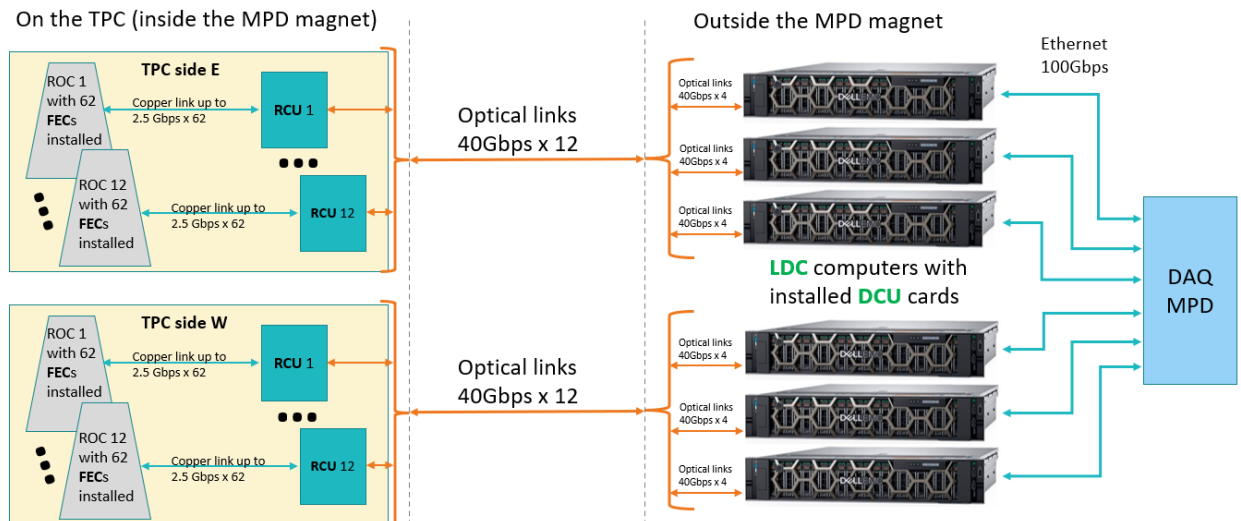 On the TPC (inside the MPD magnet)
Outside the MPD magnet
TPC side E
ROC 1
with 62
FECs
installed
Copper link up to
2.5 Gbps x 62
RCU 1
ROC 12
with 62
FECs
installed
Copper link up to
2.5 Gbps x 62
RCU 12
Optical links
40Gbps x 12
Optical links
40Gbps x 4
Optical links
40Gbps x 4
Optical links
40Gbps x 4
DELLEMC
DELLEMC
DELLEMC
Ethernet
100Gbps
LDC computers with
installed DCU cards
DAQ
MPD
TPC side W
ROC 1
with 62
FECs
installed
Copper link up to
2.5 Gbps x 62
RCU 1
ROC 12
with 62
FECs
installed
Copper link up to
2.5 Gbps x 62
RCU 12
Optical links
40Gbps x 12
Optical links
40Gbps x 4
Optical links
40Gbps x 4
Optical links
40Gbps x 4
DELLEMC
DELLEMC
DELLEMC